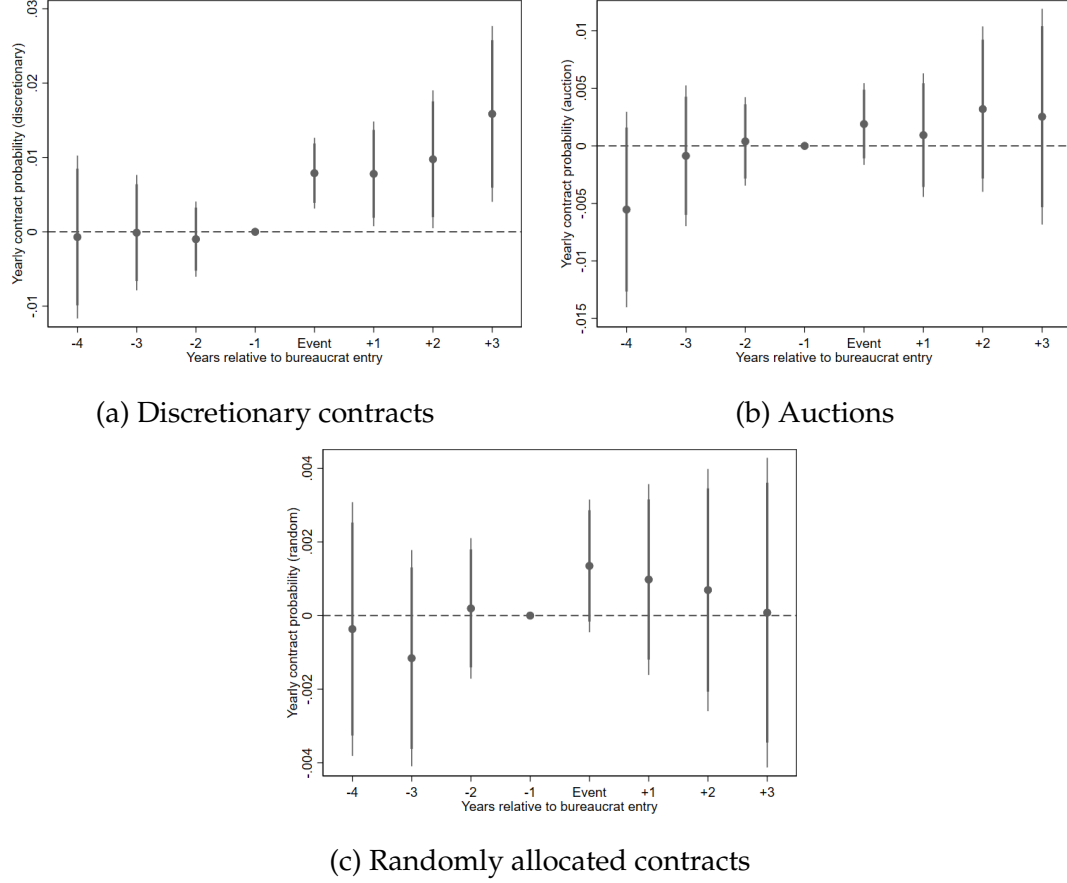 Yearly contract probability (discretionary)
.03
.02
.01
0
-.01
-4 -3 -2 -1 Event +1 +2 +3
Years relative to bureaucrat entry
(a) Discretionary contracts
Yearly contract probability (auction)
.01
.005
0
-.005
-.01
-.015
-4 -3 -2 -1 Event +1 +2 +3
Years relative to bureaucrat entry
(b) Auctions
Yearly contract probability (random)
.004
.002
0
-.002
-.004
-4 -3 -2 -1 Event +1 +2 +3
Years relative to bureaucrat entry
(c) Randomly allocated contracts